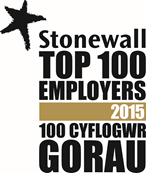 Stonewall
TOP 100
EMPLOYERS
2015
100 CYFLOGWR
GORAU